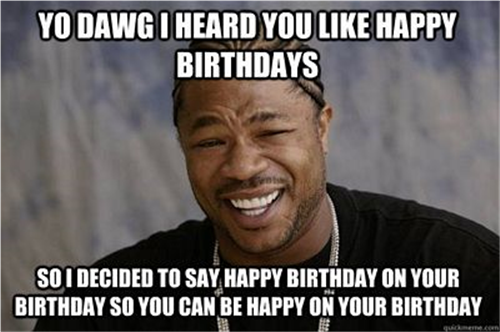 YO DAWG I HEARD YOU LIKE HAPPY
BIRTHDAYS
SO I DECIDED TO SAY HAPPY BIRTHDAY ON YOUR
BIRTHDAY SO YOU CAN BE HAPPY ON YOUR BIRTHDAY
quickmeme.com